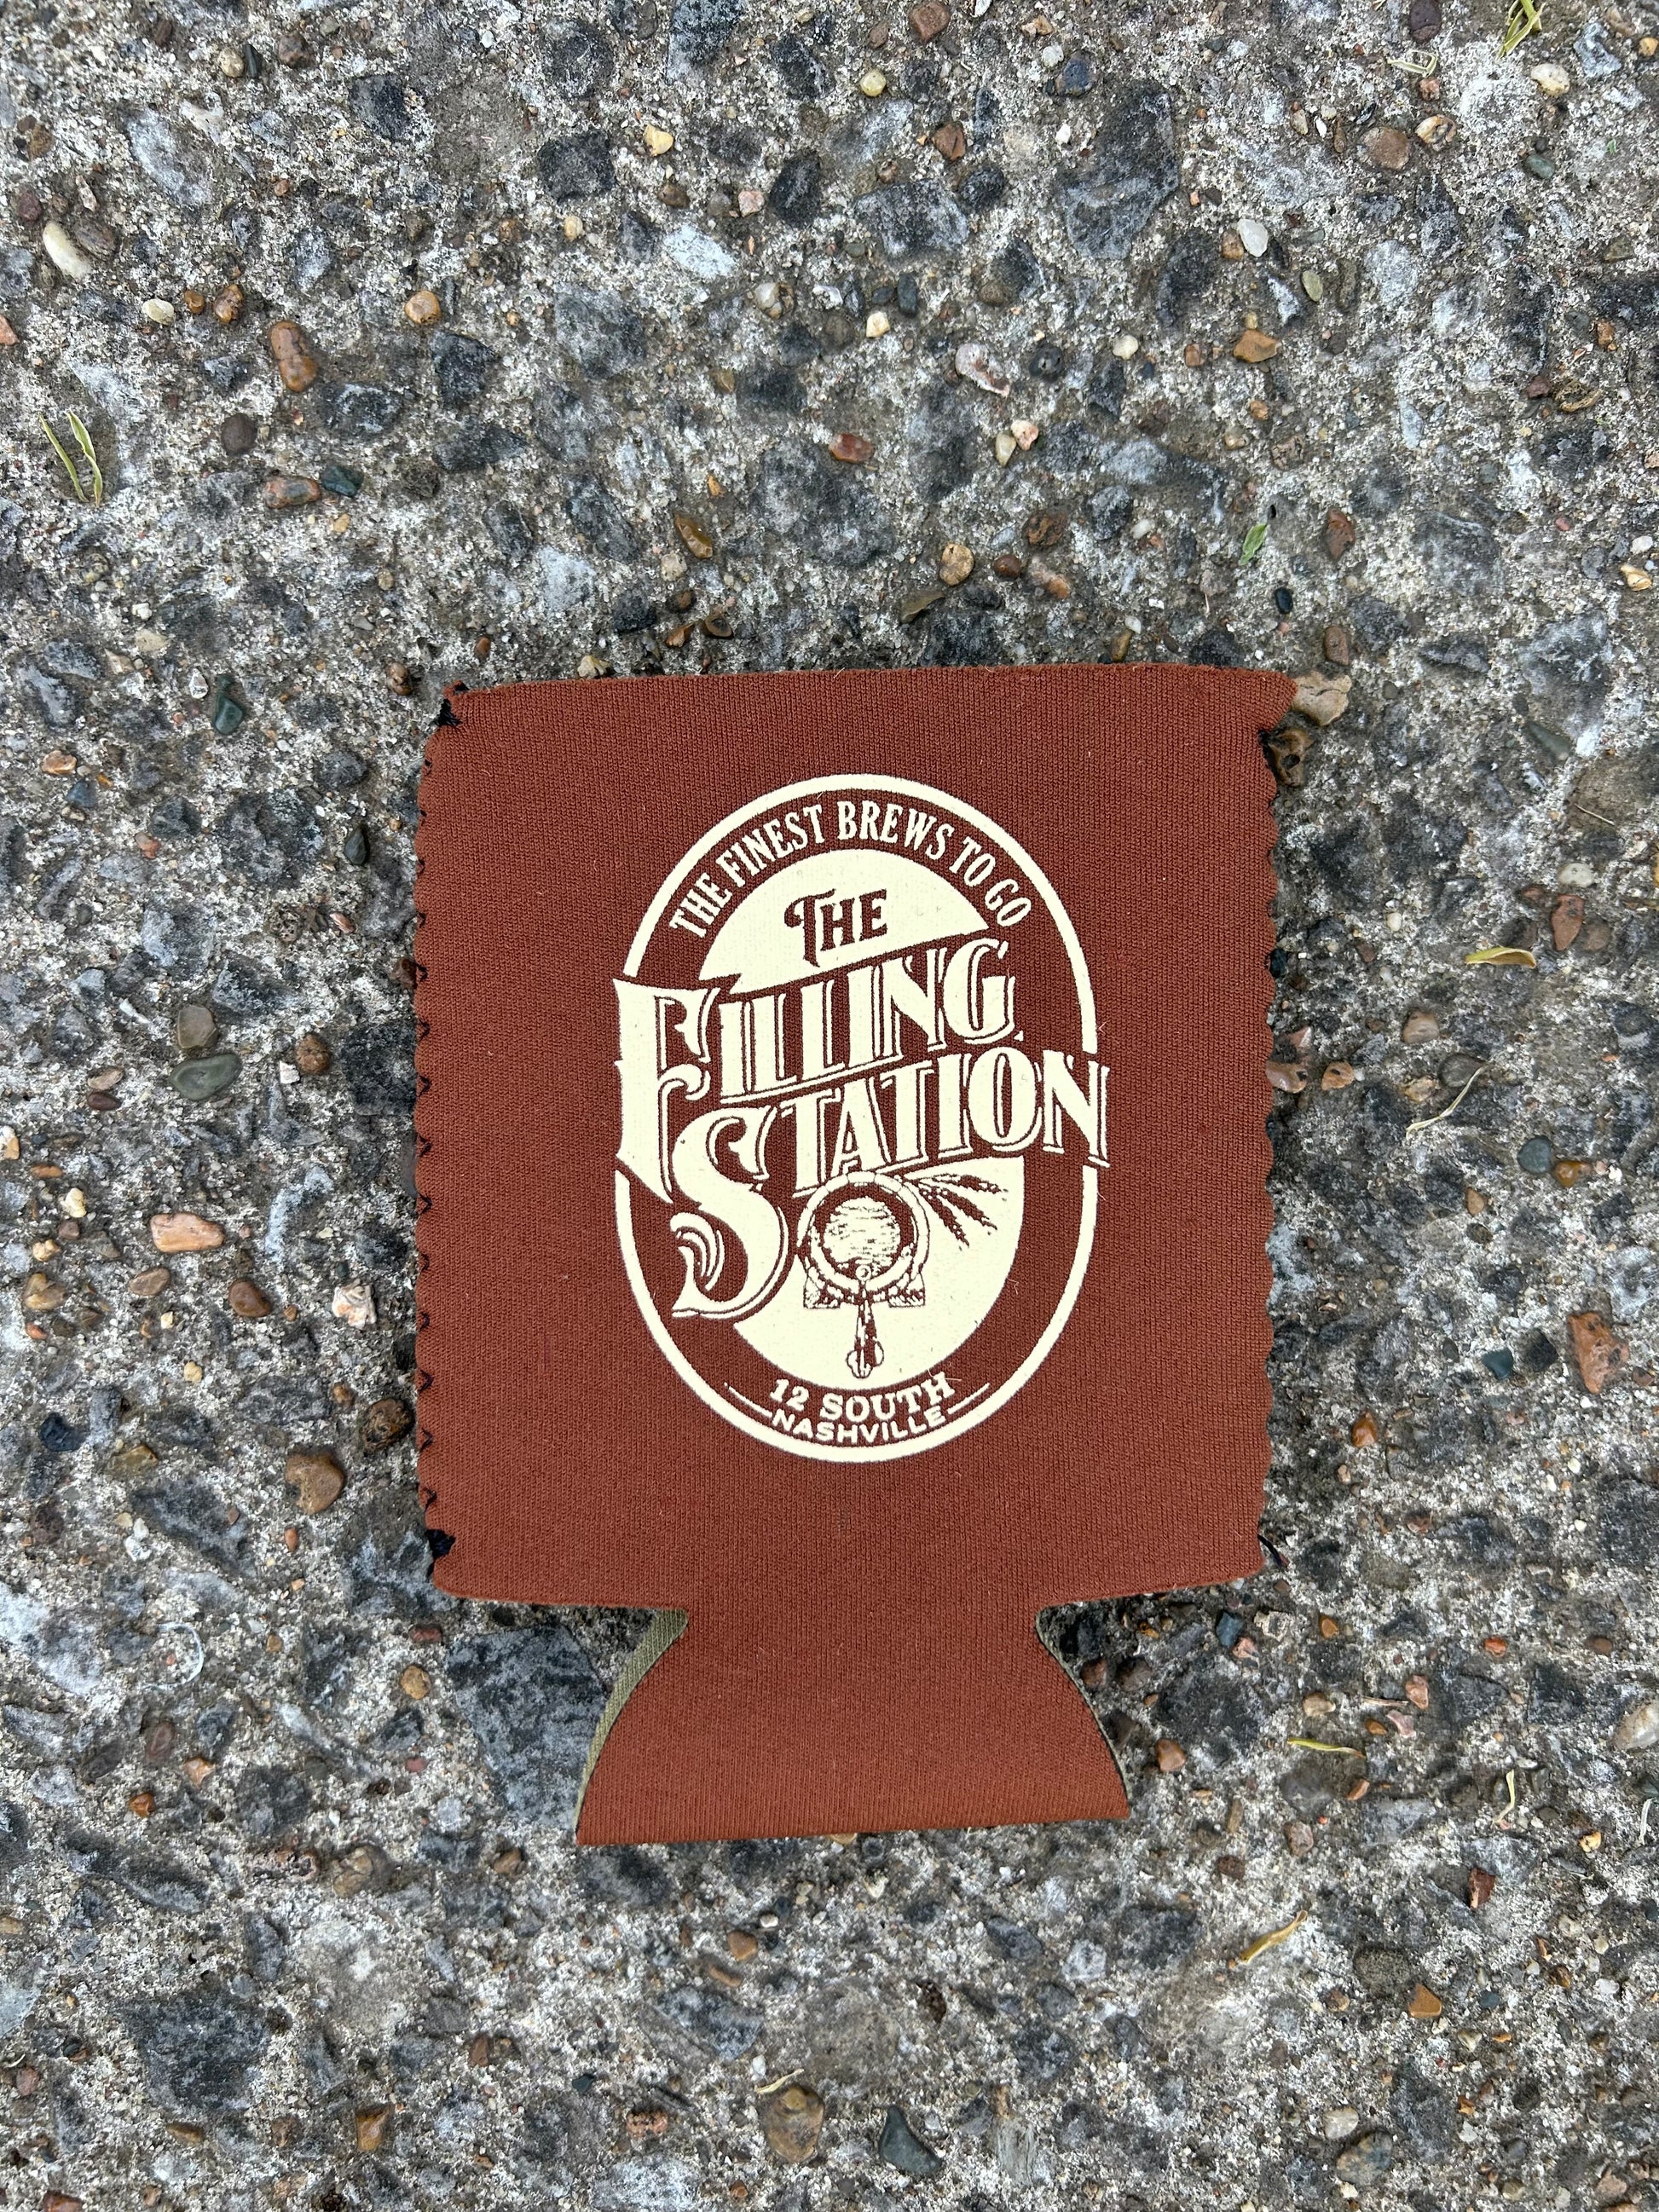 THE FINEST BREWS TO GO
THE
FILLING
STATION
12 SOUTH
NASHVILLE